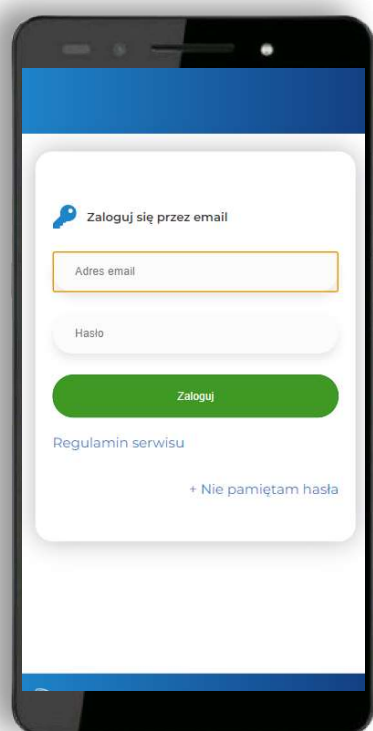 Zaloguj się przez email
Adres email
Hasło
Zaloguj
Regulamin serwisu
+ Nie pamiętam hasła